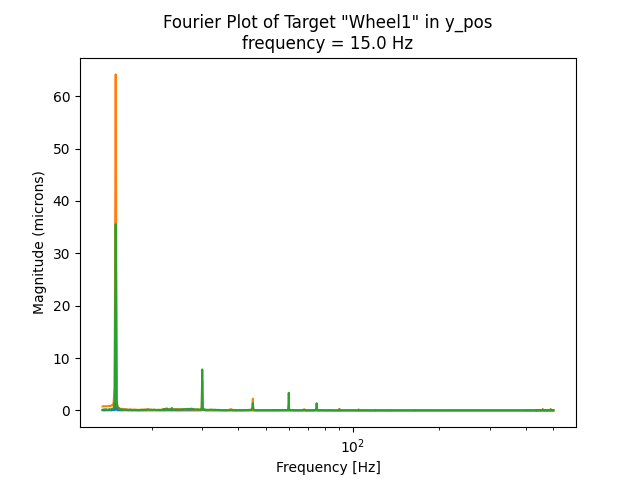 Fourier Plot of Target "Wheel1" in y_pos
frequency = 15.0 Hz
60
50
40
30
20
10
0
Magnitude (microns)
10²
Frequency [Hz]